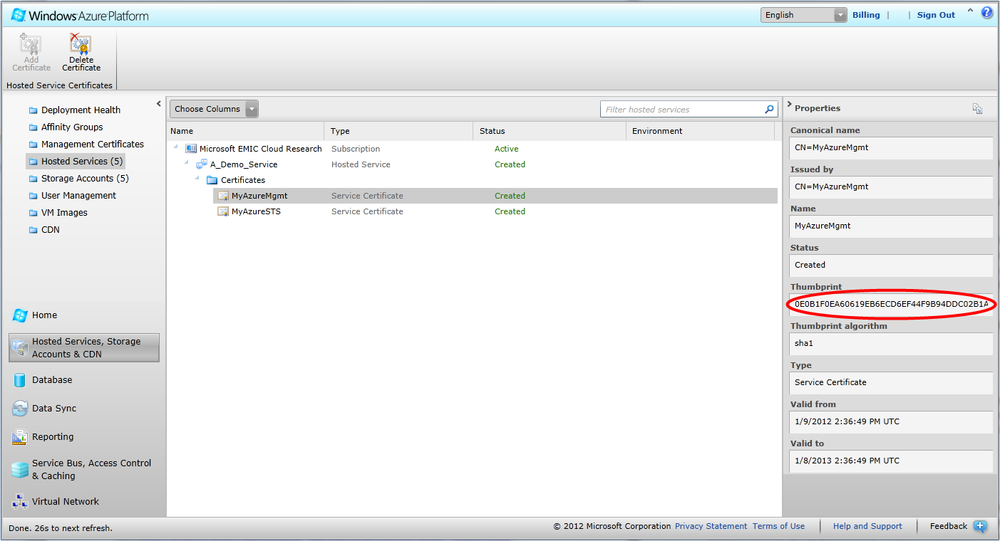 Windows Azure Platform
English
Billing | | Sign Out
Add
Certificate
Delete
Certificate
Hosted Service Certificates
Deployment Health
Affinity Groups
Management Certificates
Hosted Services (5)
Storage Accounts (5)
User Management
VM Images
CDN
Home
Hosted Services, Storage
Accounts & CDN
Database
Data Sync
Reporting
Service Bus, Access Control
& Caching
Virtual Network
Choose Columns
Filter hosted services
Name Type Status Environment
Microsoft EMIC Cloud Research Subscription Active
A_Demo_Service Hosted Service Created
Certificates
MyAzureMgmt Service Certificate Created
MyAzureSTS Service Certificate Created
Properties
Canonical name
CN=MyAzureMgmt
Issued by
CN=MyAzureMgmt
Name
MyAzureMgmt
Status
Created
Thumbprint
0E0B1F0EA60619EB6ECD6EF44F9B94DDC02B1A
Thumbprint algorithm
sha1
Type
Service Certificate
Valid from
1/9/2012 2:36:49 PM UTC
Valid to
1/8/2013 2:36:49 PM UTC
Done. 26s to next refresh.
© 2012 Microsoft Corporation Privacy Statement Terms of Use | Help and Support | Feedback